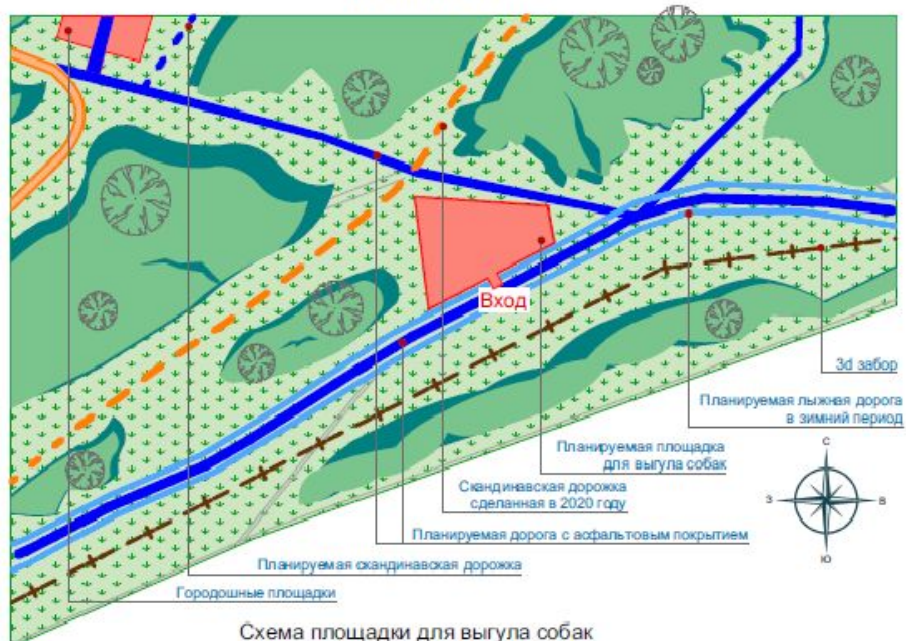 Вход
3d забор
Планируемая лыжная дорога
в зимний период
Планируемая площадка
для выгула собак
С
З
В
Ю
Скандинавская дорожка
сделанная в 2020 году
Планируемая дорога с асфальтовым покрытием
Планируемая скандинавская дорожка
Городошные площадки
Схема площадки для выгула собак